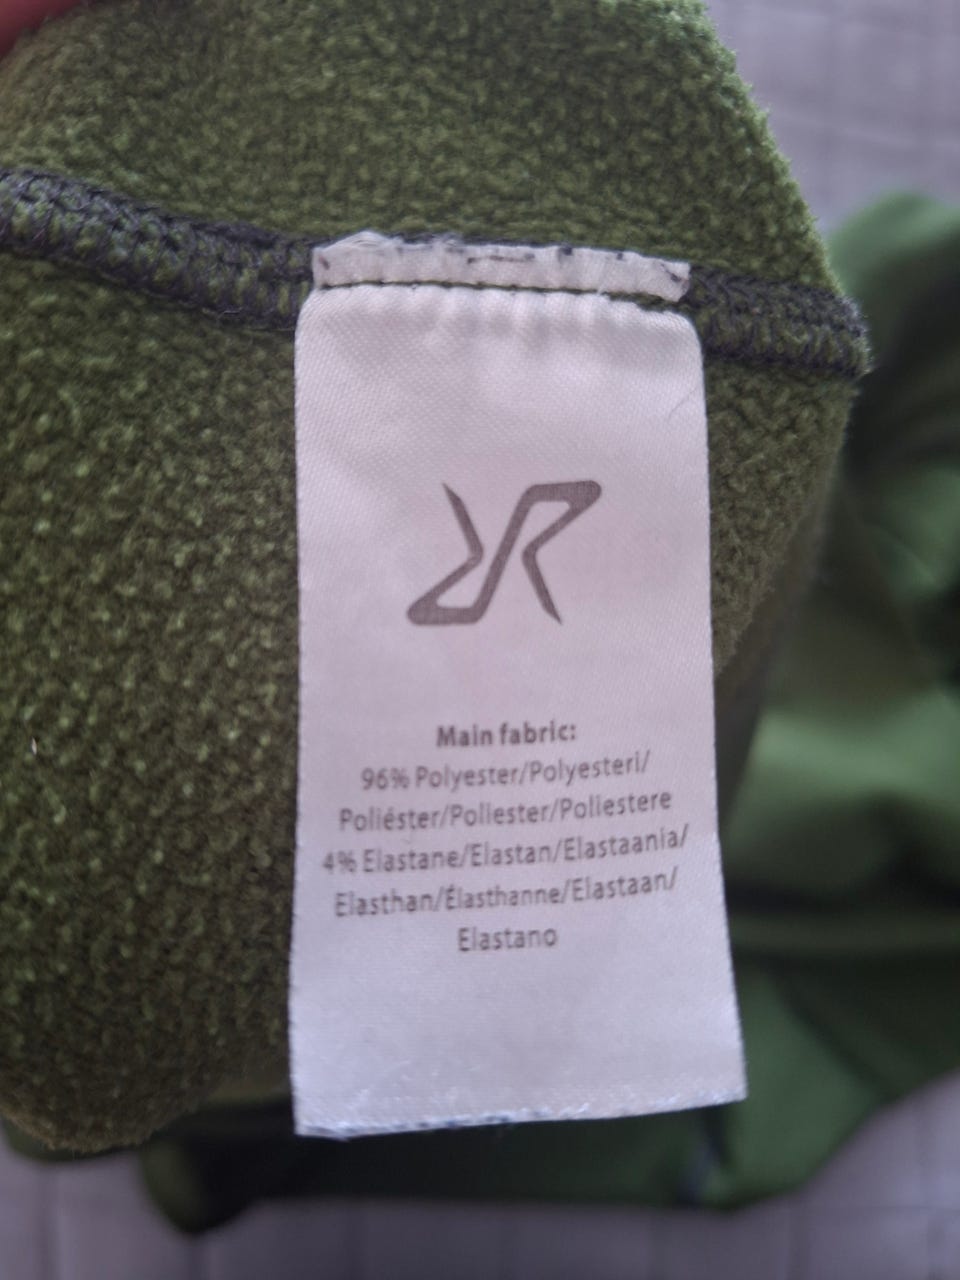 Main fabric:
96% Polyester/Polyesteri/
Poliéster/Poliester/Poliestere
4% Elastane/Elastan/Elastaania/
Elasthan/Élasthanne/Elastaan/
Elastano